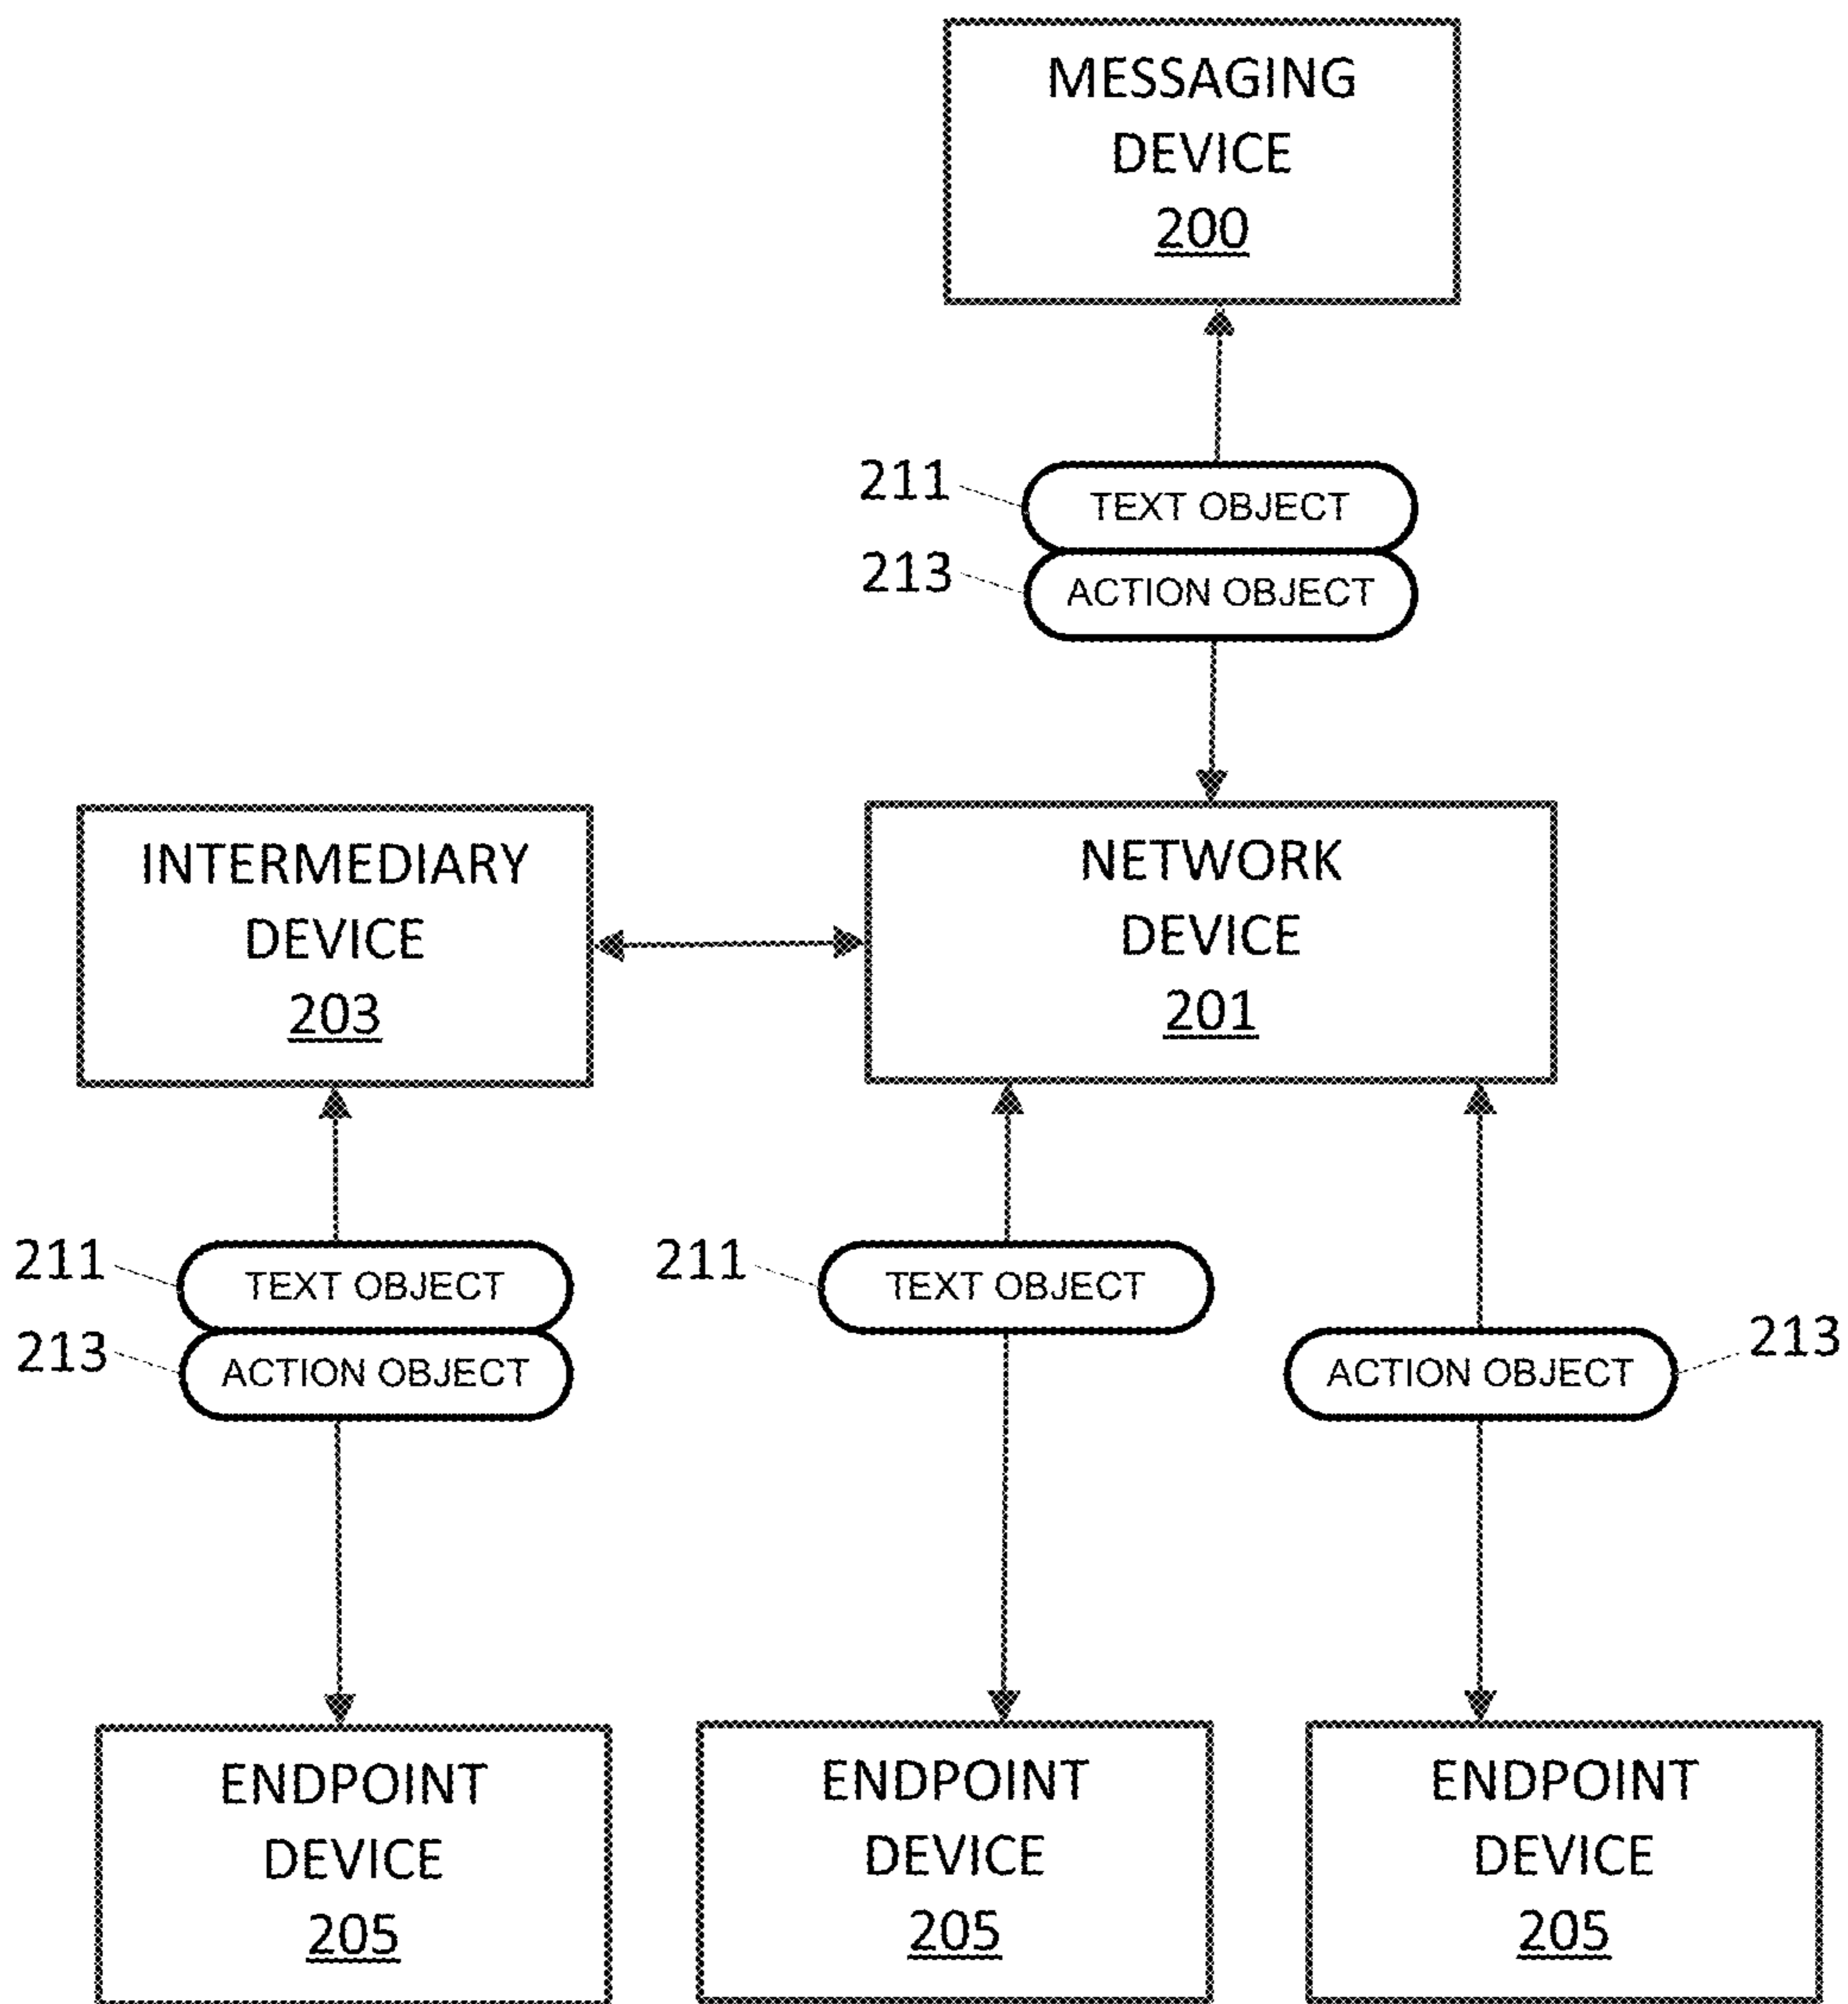 MESSAGING
DEVICE
200
211
TEXT OBJECT
213
ACTION OBJECT
INTERMEDIARY
DEVICE
203
NETWORK
DEVICE
201
211
TEXT OBJECT
213
ACTION OBJECT
211
TEXT OBJECT
ACTION OBJECT
213
ENDPOINT
DEVICE
205
ENDPOINT
DEVICE
205
ENDPOINT
DEVICE
205